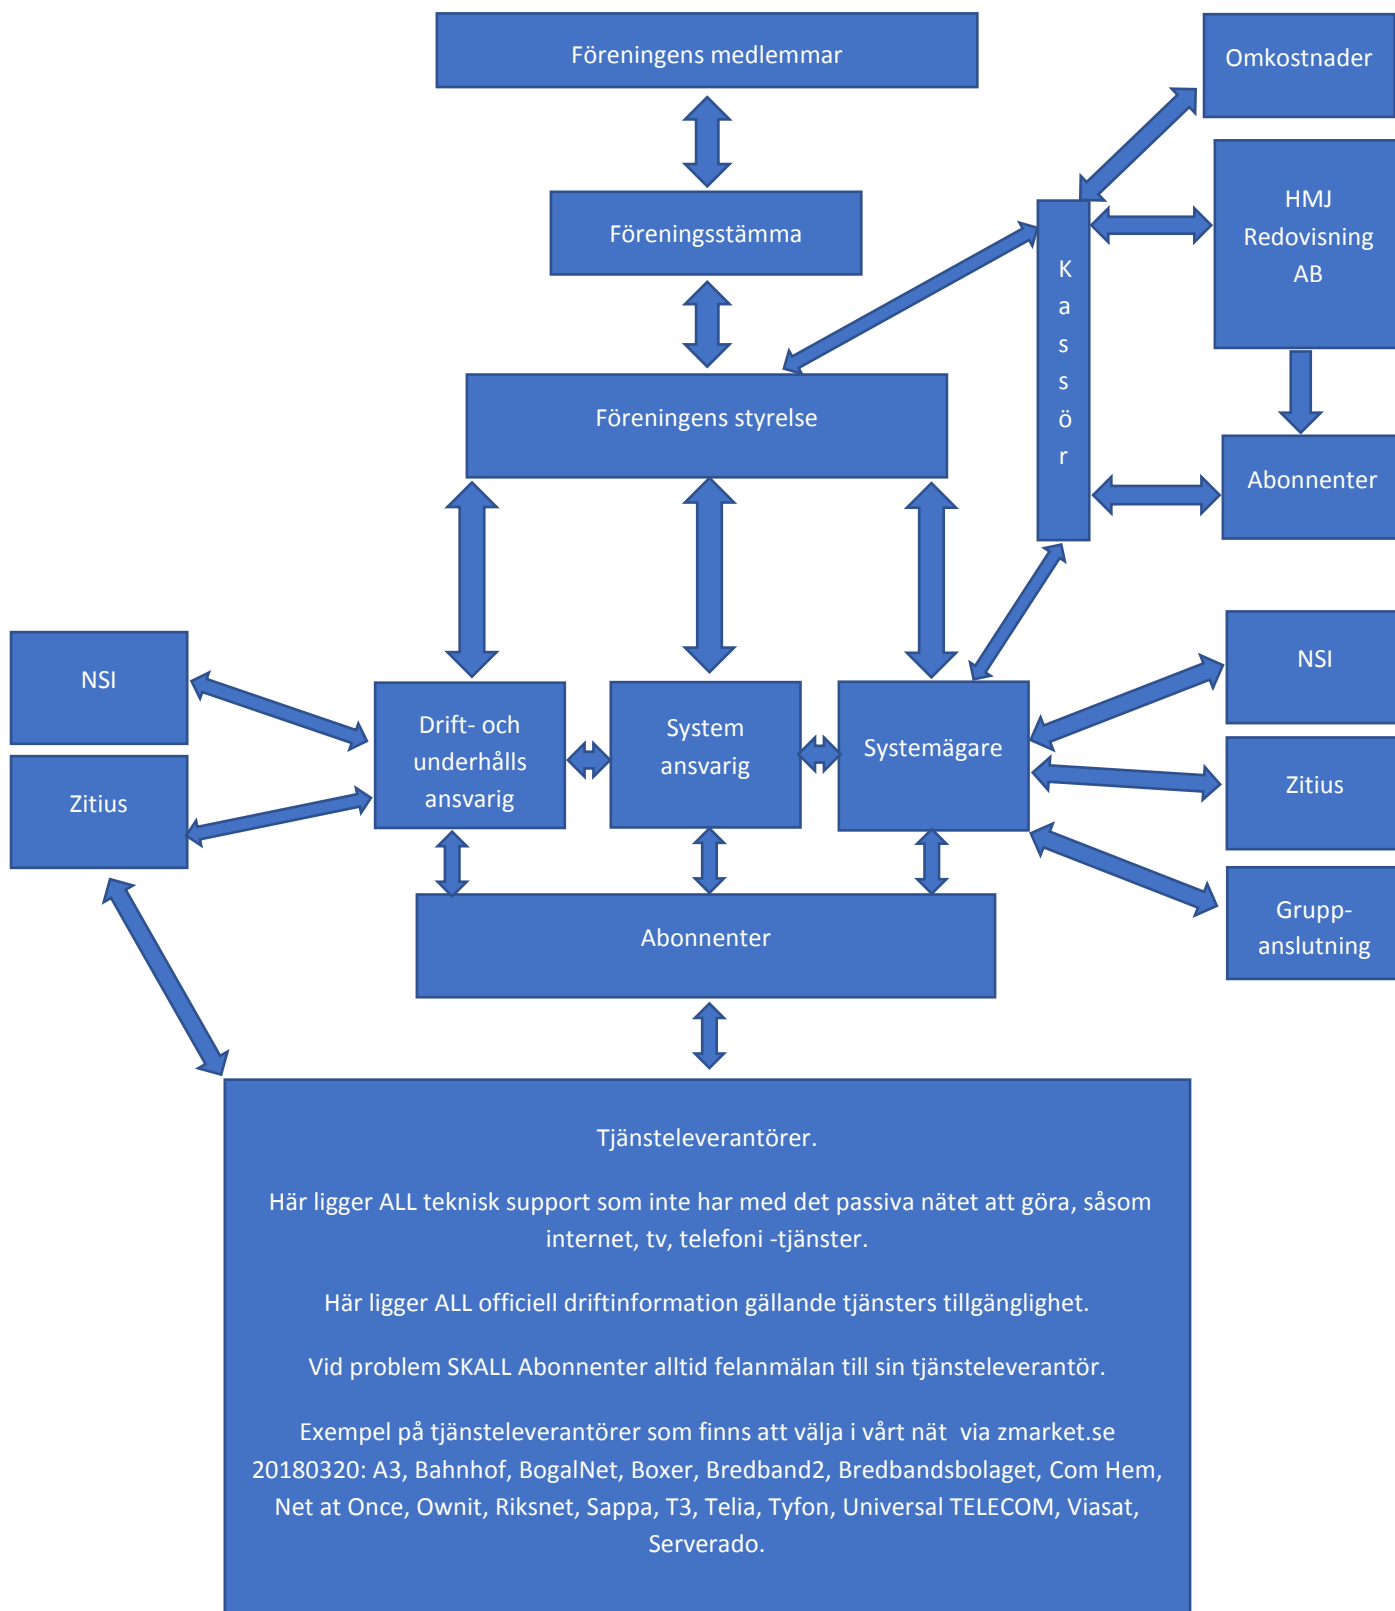 Föreningens medlemmar
Omkostnader
HMJ
Redovisning
AB
Föreningsstämma
K
a
s
s
ö
r
Föreningens styrelse
Abonnenter
NSI
Zitius
Drift- och
underhålls
ansvarig
System
ansvarig
Systemägare
NSI
Zitius
Grupp-
anslutning
Abonnenter
Tjänsteleverantörer.
Här ligger ALL teknisk support som inte har med det passiva nätet att göra, såsom
internet, tv, telefoni -tjänster.
Här ligger ALL officiell driftinformation gällande tjänsters tillgänglighet.
Vid problem SKALL Abonnenter alltid felanmälan till sin tjänsteleverantör.
Exempel på tjänsteleverantörer som finns att välja i vårt nät  via zmarket.se
20180320: A3, Bahnhof, BogalNet, Boxer, Bredband2, Bredbandsbolaget, Com Hem,
Net at Once, Ownit, Riksnet, Sappa, T3, Telia, Tyfon, Universal TELECOM, Viasat,
Serverado.